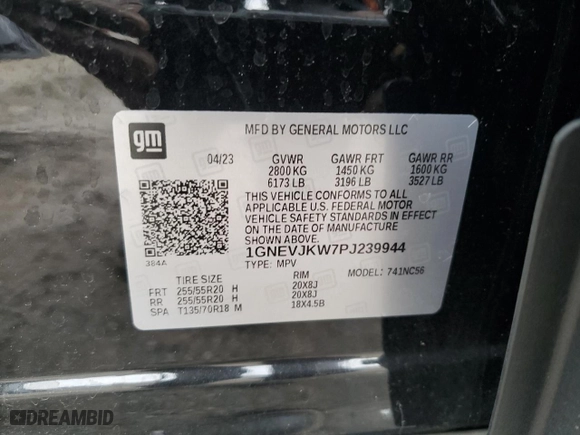 gm
MFD BY GENERAL MOTORS LLC
04/23 GVWR GAWR FRT GAWR RR
2800 KG 1450 KG 1600 KG
6173 LB 3196 LB 3527 LB
THIS VEHICLE CONFORMS TO ALL
APPLICABLE U.S. FEDERAL MOTOR
VEHICLE SAFETY STANDARDS IN EFFECT
ON THE DATE OF MANUFACTURE
SHOWN ABOVE.
1GNEVJKW7PJ239944
384A
TYPE: MPV MODEL: 741NC56
TIRE SIZE RIM
FRT 255/55R20 H 20X8J
RR 255/55R20 H 20X8J
SPA T135/70R18 M 18X4.5B
DREAMBID